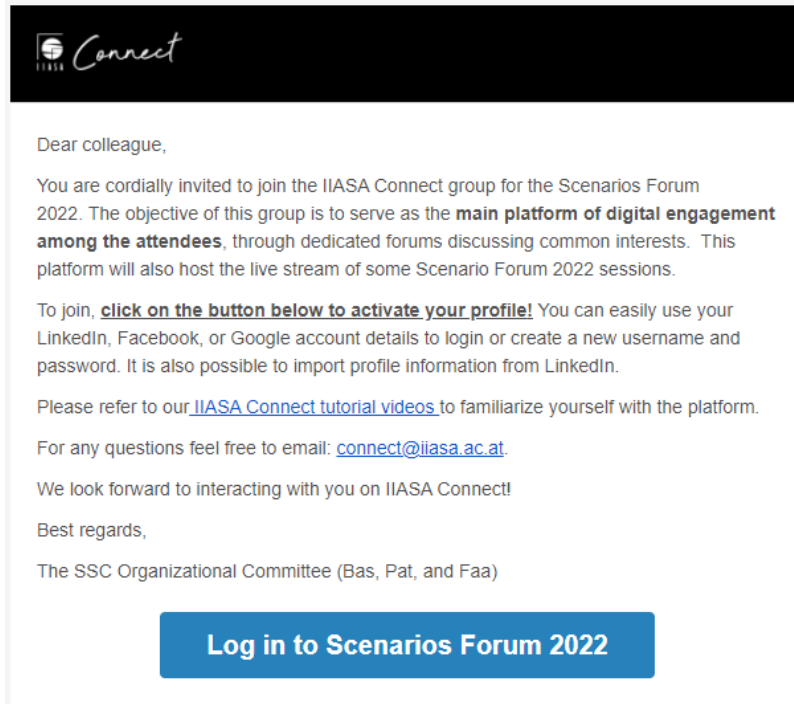 IIASA Connect
Dear colleague,
You are cordially invited to join the IIASA Connect group for the Scenarios Forum
2022. The objective of this group is to serve as the main platform of digital engagement
among the attendees, through dedicated forums discussing common interests.  This
platform will also host the live stream of some Scenario Forum 2022 sessions.
To join, click on the button below to activate your profile! You can easily use your
LinkedIn, Facebook, or Google account details to login or create a new username and
password. It is also possible to import profile information from LinkedIn.
Please refer to our IIASA Connect tutorial videos to familiarize yourself with the platform.
For any questions feel free to email: connect@iiasa.ac.at.
We look forward to interacting with you on IIASA Connect!
Best regards,
The SSC Organizational Committee (Bas, Pat, and Faa)
Log in to Scenarios Forum 2022